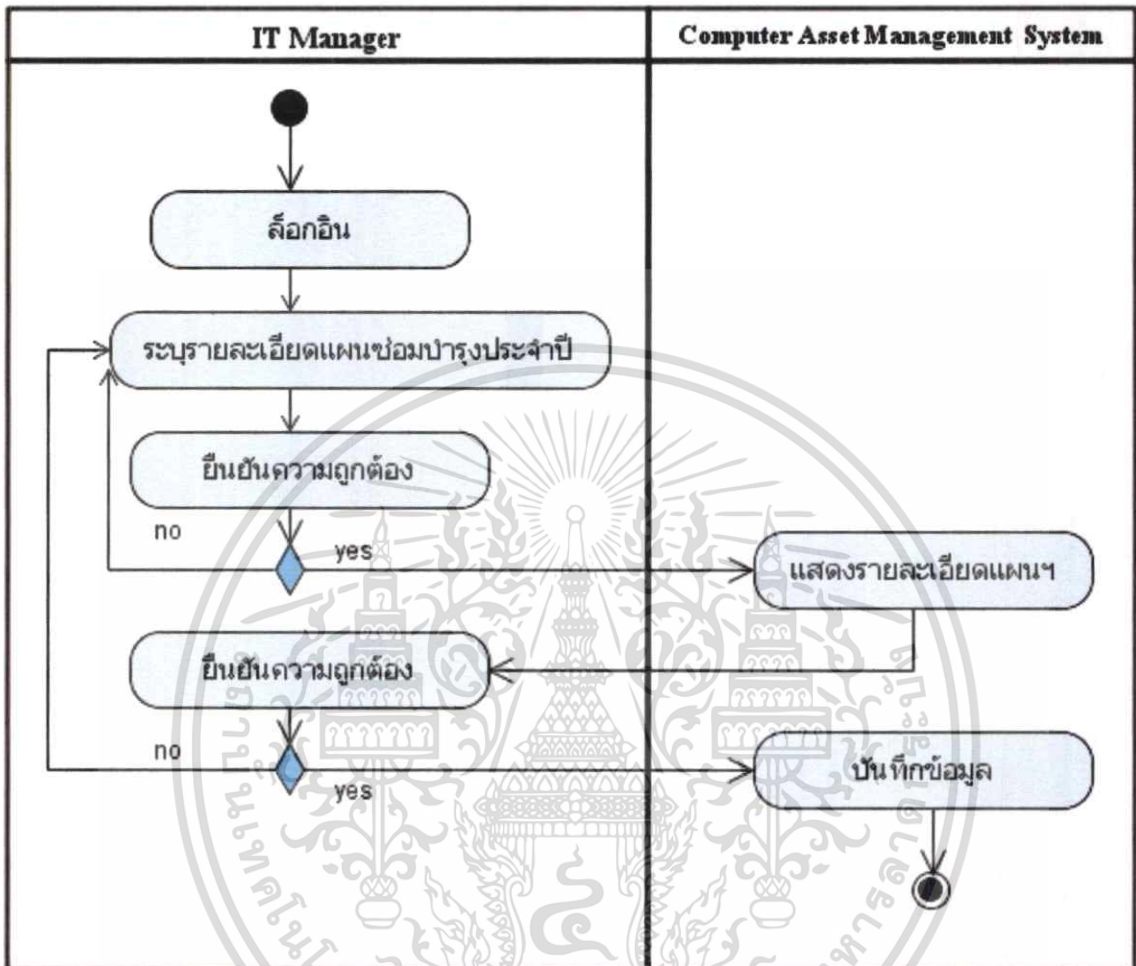 IT Manager
Computer Asset Management System
ล็อกอิน
ระบุรายละเอียดแผนซ่อมบำรุงประจำปี
ยืนยันความถูกต้อง
no
yes
แสดงรายละเอียดแผนฯ
ยืนยันความถูกต้อง
no
yes
บันทึกข้อมูล